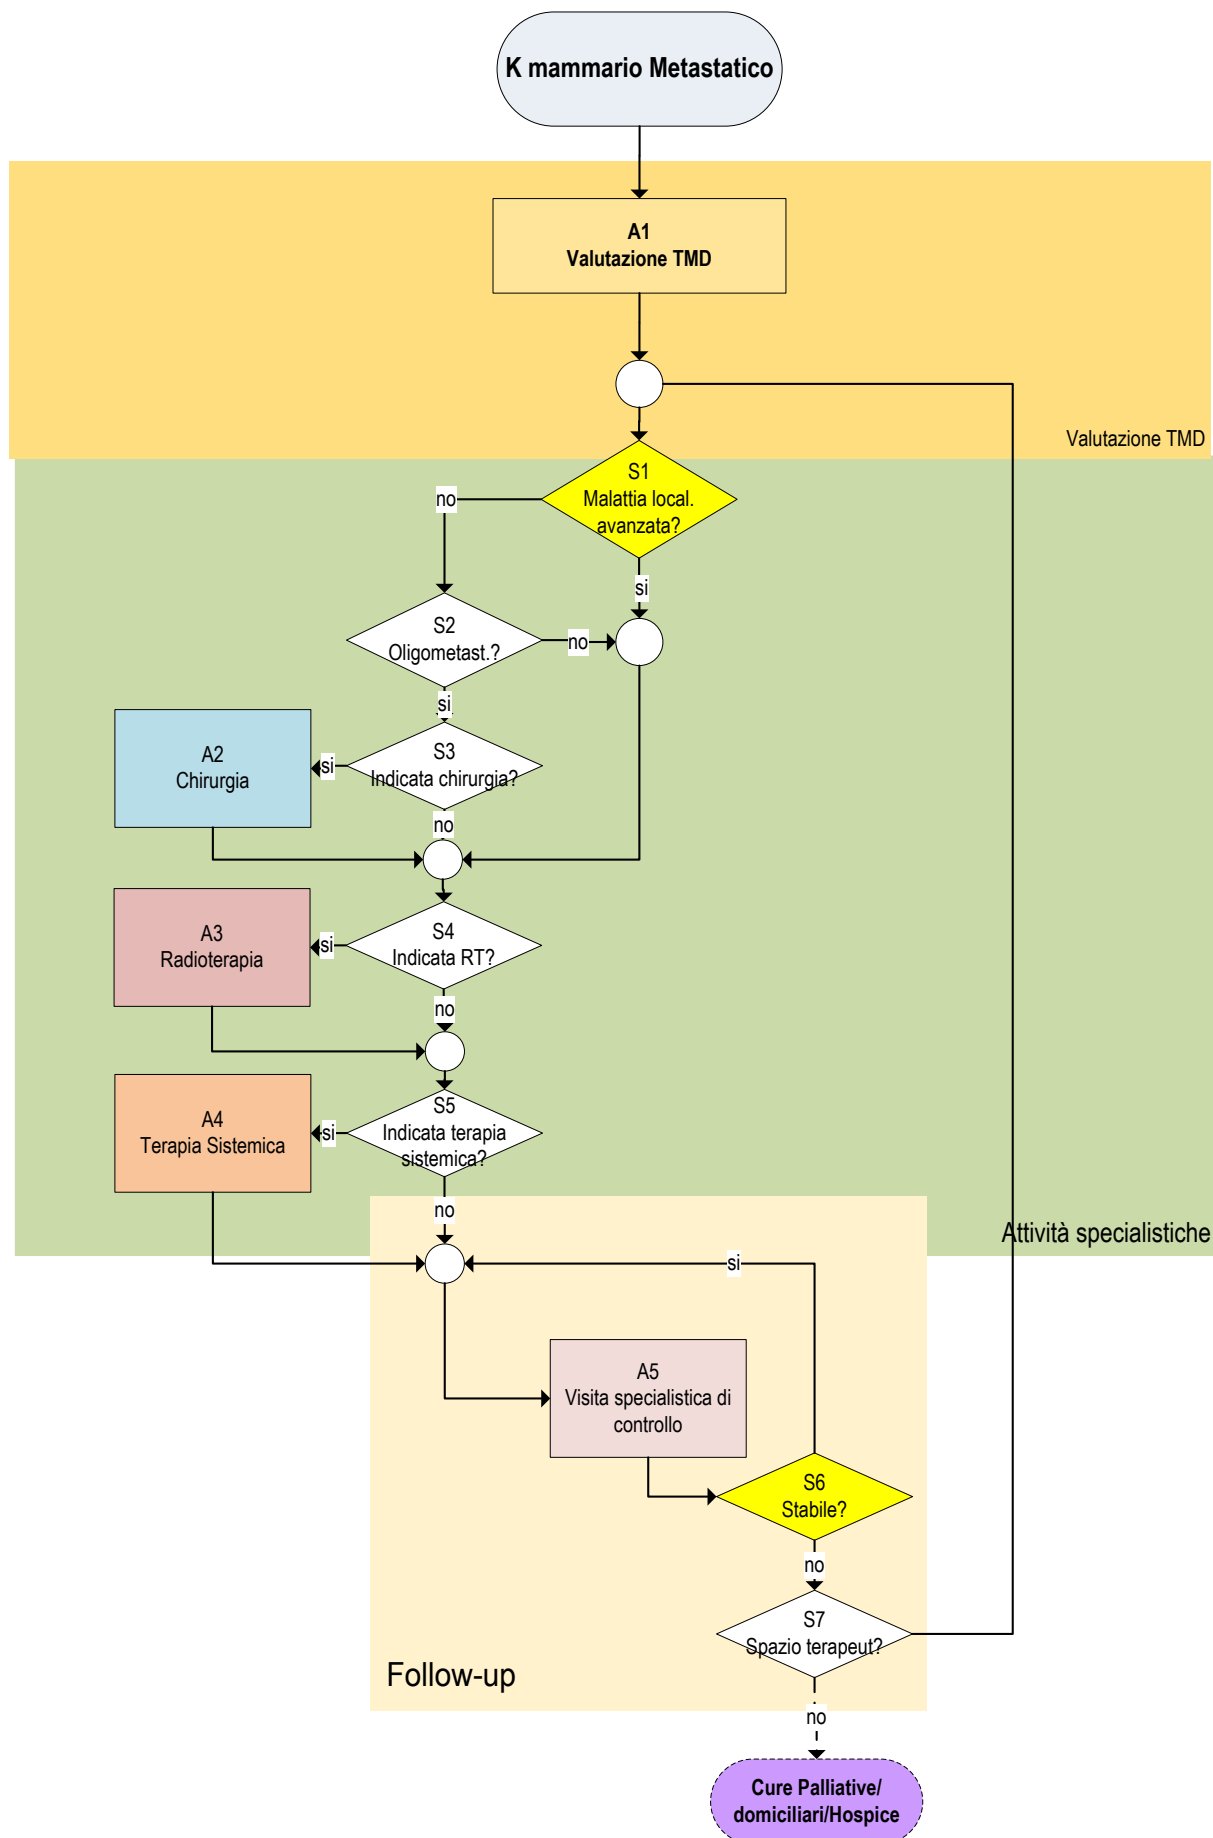 K mammario Metastatico
A1
Valutazione TMD
Valutazione TMD
S1
Malattia local.
avanzata?
no
si
S2
Oligometast.?
no
si
S3
Indicata chirurgia?
si
A2
Chirurgia
no
S4
Indicata RT?
si
A3
Radioterapia
no
S5
Indicata terapia
sistemica?
si
A4
Terapia Sistemica
no
Attività specialistiche
si
A5
Visita specialistica di
controllo
S6
Stabile?
no
S7
Spazio terapeut?
Follow-up
no
Cure Palliative/
domiciliari/Hospice